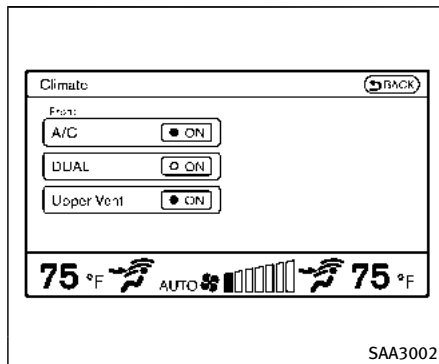 Climate BACK
Front
A/C ON
DUAL ON
Upper Vent ON
75 °F AUTO 75 °F
SAA3002